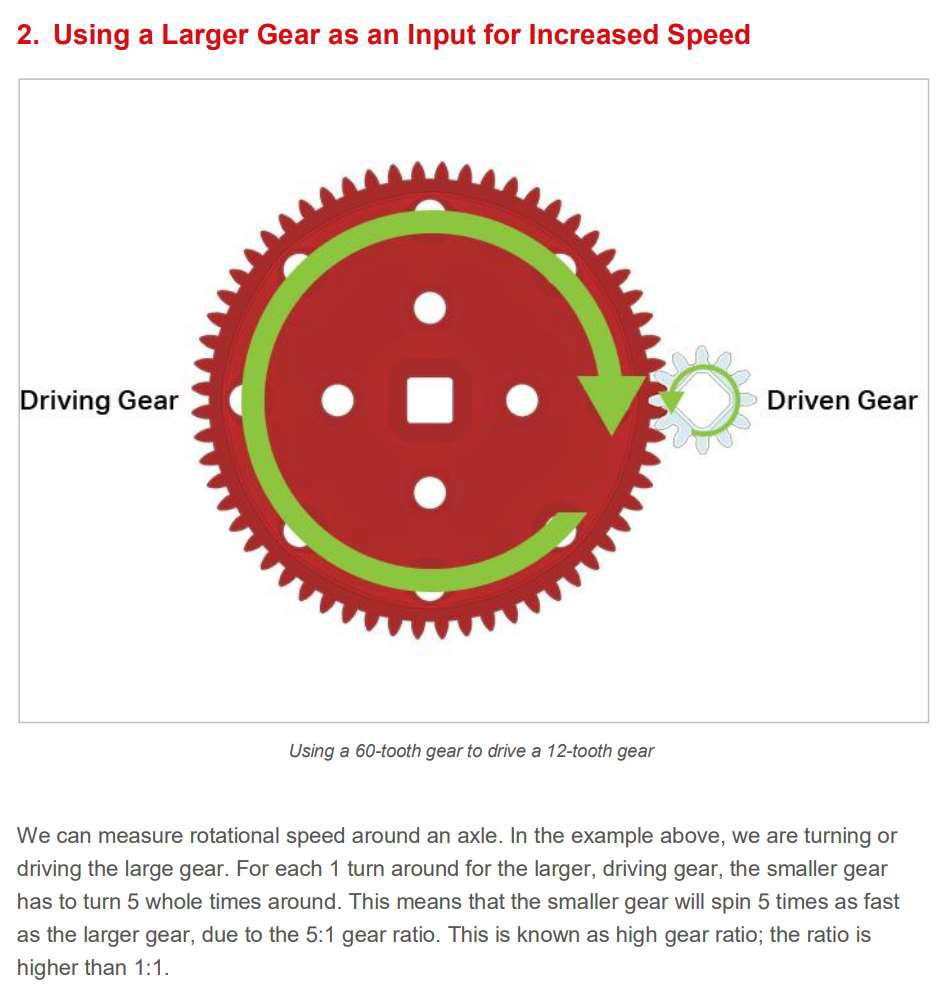 2. Using a Larger Gear as an Input for Increased Speed
Driving Gear
Driven Gear
Using a 60-tooth gear to drive a 12-tooth gear
We can measure rotational speed around an axle. In the example above, we are turning or
driving the large gear. For each 1 turn around for the larger, driving gear, the smaller gear
has to turn 5 whole times around. This means that the smaller gear will spin 5 times as fast
as the larger gear, due to the 5:1 gear ratio. This is known as high gear ratio; the ratio is
higher than 1:1.